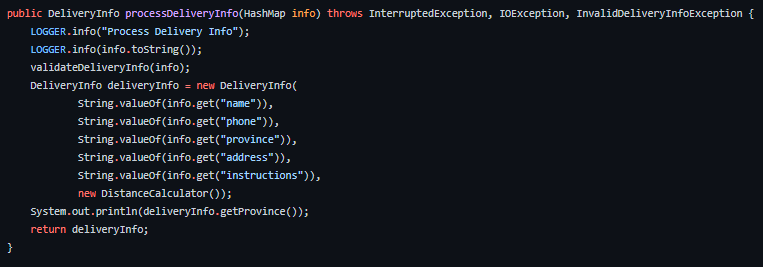 public DeliveryInfo processDeliveryInfo(HashMap info) throws InterruptedException, IOException, InvalidDeliveryInfoException {
    LOGGER.info("Process Delivery Info");
    LOGGER.info(info.toString());
    validateDeliveryInfo(info);
    DeliveryInfo deliveryInfo = new DeliveryInfo(
            String.valueOf(info.get("name")),
            String.valueOf(info.get("phone")),
            String.valueOf(info.get("province")),
            String.valueOf(info.get("address")),
            String.valueOf(info.get("instructions")),
            new DistanceCalculator());
    System.out.println(deliveryInfo.getProvince());
    return deliveryInfo;
}